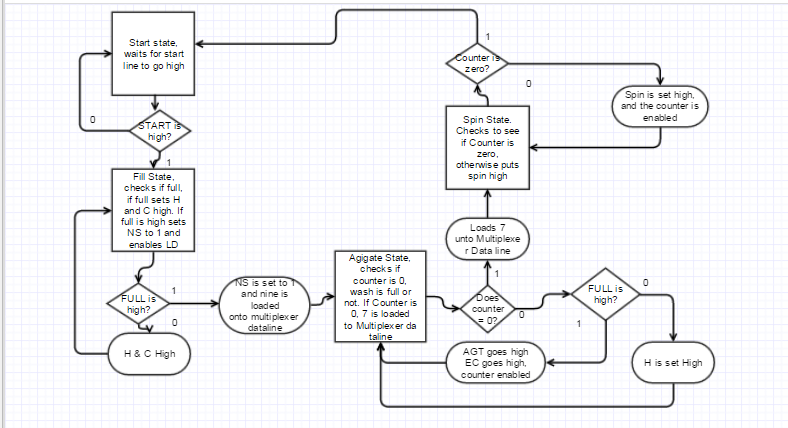 Start state,
waits for start
line to go high
0
START is
high?
1
Fill State,
checks if full,
if full sets H
and C high. If
full is high sets
NS to 1 and
enables LD
FULL is
high?
1
0
H & C High
NS is set to 1
and nine is
loaded
onto multiplexer
dataline
Agigate State,
checks if
counter is 0,
wash is full or
not. If Counter is
0, 7 is loaded
to Multiplexer da
taline
Does
counter
= 0?
1
0
Loads 7
unto Multiplexe
r Data line
FULL is
high?
0
1
AGT goes high
EC goes high,
counter enabled
H is set High
Spin State.
Checks to see
if Counter is
zero,
otherwise puts
spin high
Counter is
zero?
1
0
Spin is set high,
and the counter is
enabled